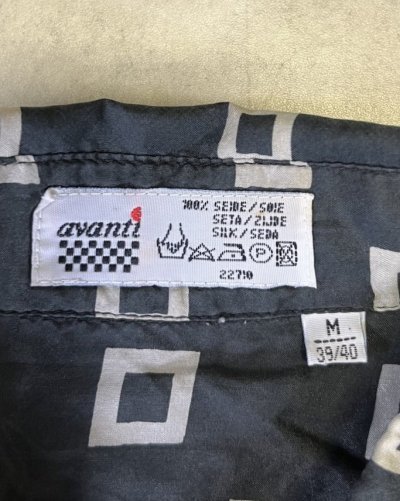 avanti
100% SEIDE/SOIE
SETA/ZIJDE
SILK/SEDA
P
22710
M
39/40